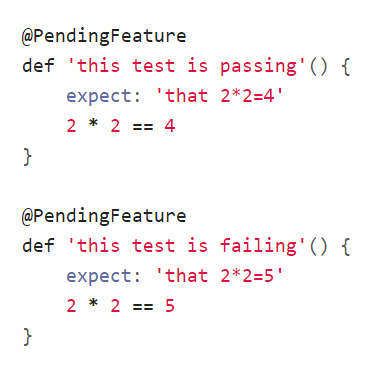 @PendingFeature
def 'this test is passing'() {
    expect: 'that 2*2=4'
    2 * 2 == 4
}

@PendingFeature
def 'this test is failing'() {
    expect: 'that 2*2=5'
    2 * 2 == 5
}